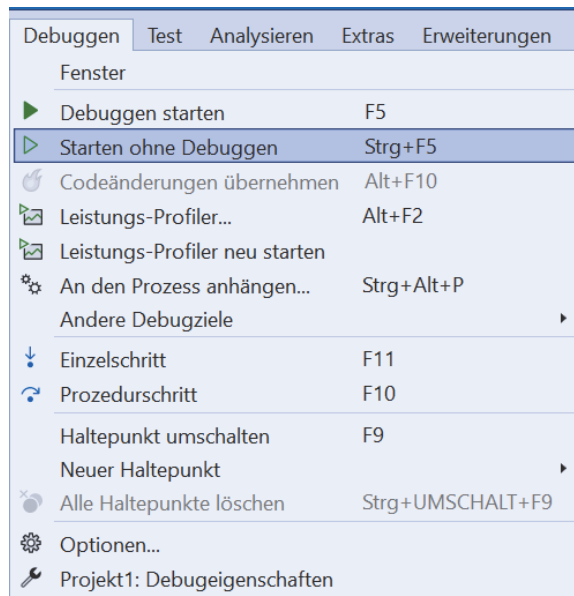 Debuggen Test Analysieren Extras Erweiterungen
Fenster
Debuggen starten F5
Starten ohne Debuggen Strg+F5
Codeänderungen übernehmen Alt+F10
Leistungs-Profiler... Alt+F2
Leistungs-Profiler neu starten
An den Prozess anhängen... Strg+Alt+P
Andere Debugziele
Einzelschritt F11
Prozedurschritt F10
Haltepunkt umschalten F9
Neuer Haltepunkt
Alle Haltepunkte löschen Strg+UMSCHALT+F9
Optionen...
Projekt1: Debugeigenschaften